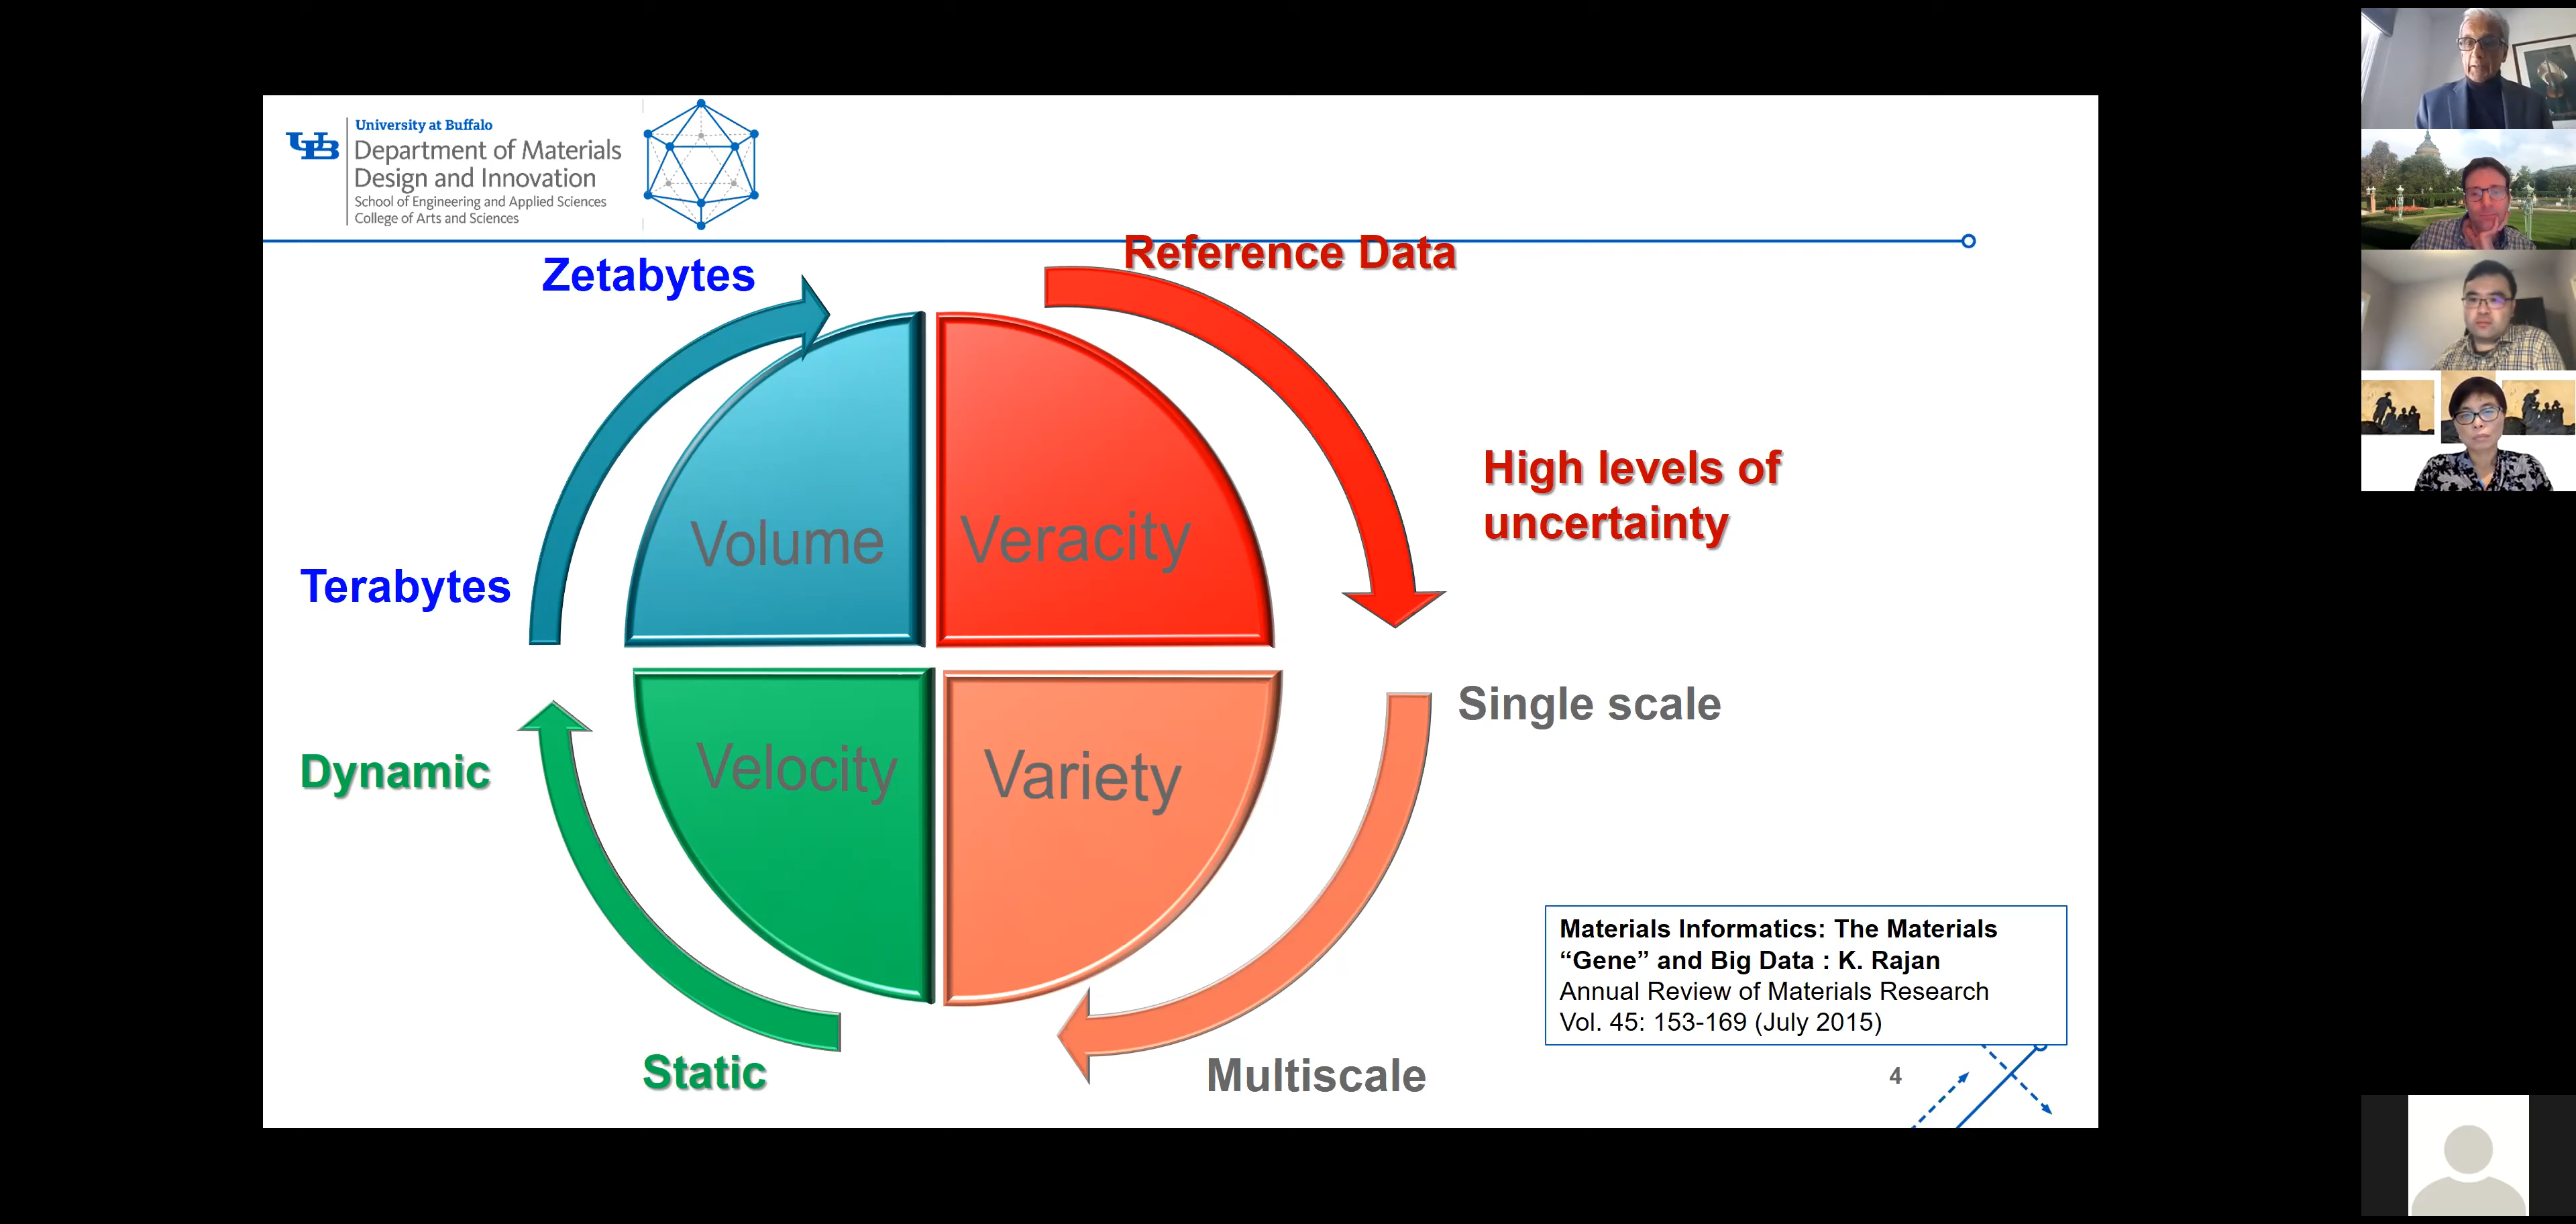 UB
University at Buffalo
Department of Materials
Design and Innovation
School of Engineering and Applied Sciences
College of Arts and Sciences
Reference Data
Zetabytes
High levels of
uncertainty
Volume
Veracity
Terabytes
Single scale
Dynamic
Velocity
Variety
Static
Multiscale
Materials Informatics: The Materials
“Gene” and Big Data : K. Rajan
Annual Review of Materials Research
Vol. 45: 153-169 (July 2015)
4